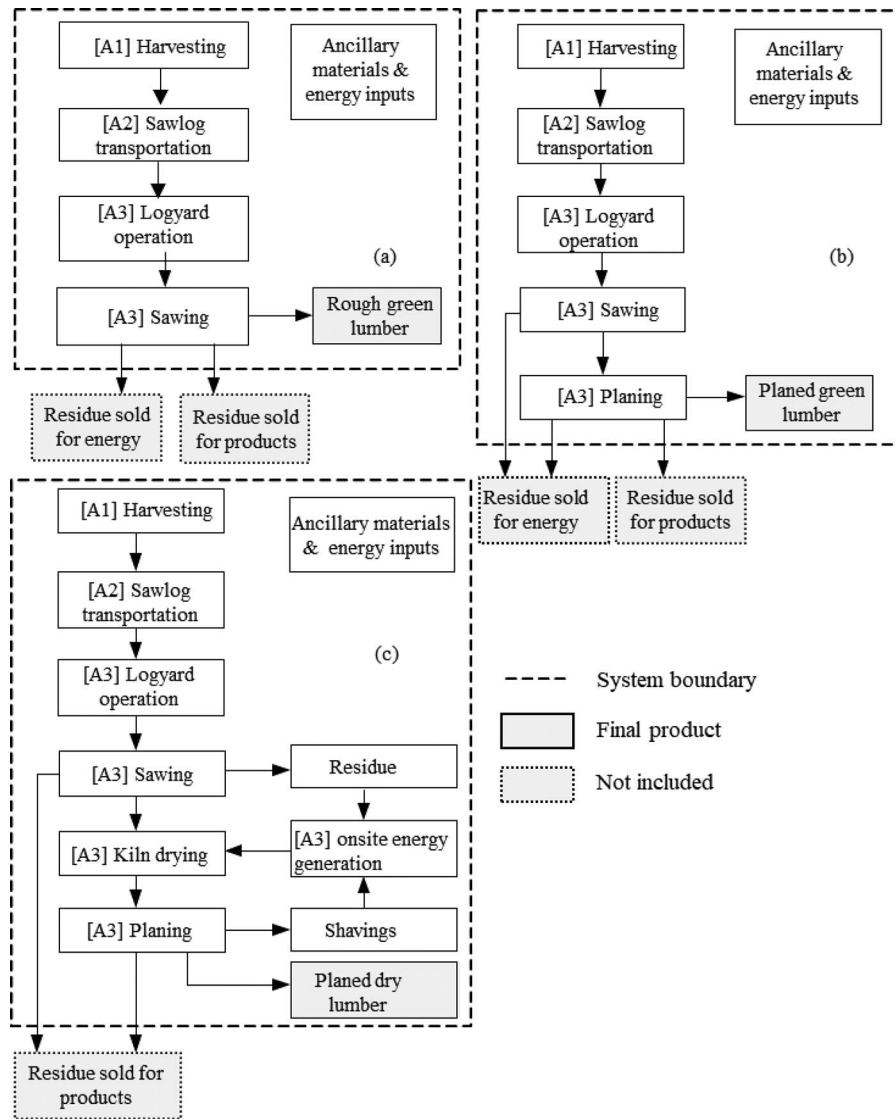 [A1] Harvesting
Ancillary
materials &
energy inputs
[A2] Sawlog
transportation
[A3] Logyard
operation
(a)
[A3] Sawing
Rough green
lumber
Residue sold
for energy
Residue sold
for products
[A1] Harvesting
Ancillary
materials &
energy inputs
[A2] Sawlog
transportation
[A3] Logyard
operation
(b)
[A3] Sawing
[A3] Planing
Planed green
lumber
Residue sold
for energy
Residue sold
for products
[A1] Harvesting
Ancillary materials
& energy inputs
[A2] Sawlog
transportation
(c)
[A3] Logyard
operation
[A3] Sawing
Residue
[A3] Kiln drying
[A3] onsite energy
generation
[A3] Planing
Shavings
Planed dry
lumber
Residue sold for
products
System boundary
Final product
Not included